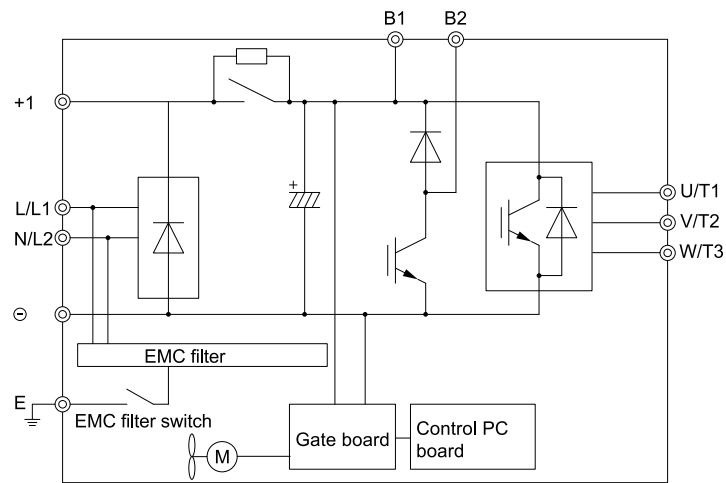 B1 B2
+1
+
L/L1
N/L2
U/T1
V/T2
W/T3
⊖
EMC filter
E
EMC filter switch
M
Gate board
Control PC
board